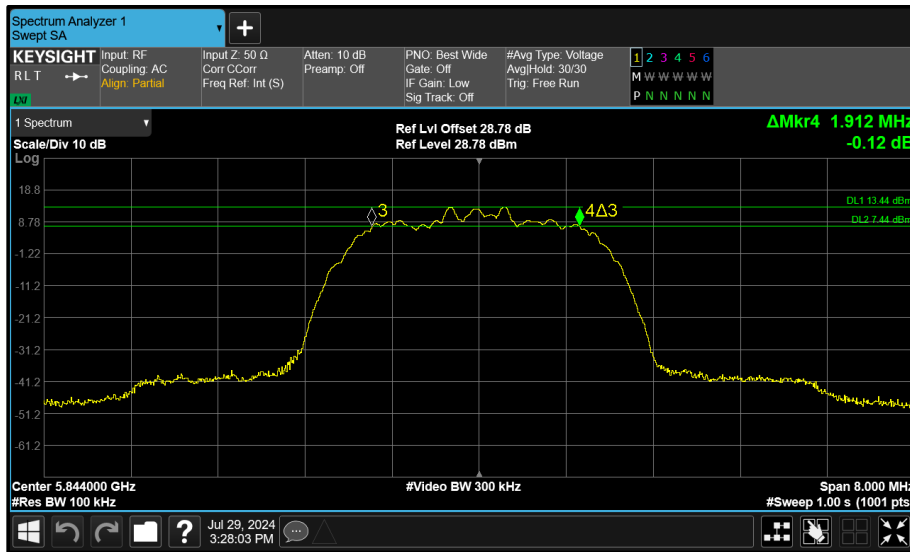 Spectrum Analyzer 1
Swept SA
+
KEYSIGHT
RLT
LXI
Input: RF
Coupling: AC
Align: Partial
Input Z: 50 Ω
Corr CCorr
Freq Ref: Int (S)
Atten: 10 dB
Preamp: Off
PNO: Best Wide
Gate: Off
IF Gain: Low
Sig Track: Off
#Avg Type: Voltage
Avg|Hold: 30/30
Trig: Free Run
1 2 3 4 5 6
M W W W W W
P N N N N N
1 Spectrum
Scale/Div 10 dB
Ref Lvl Offset 28.78 dB
Ref Level 28.78 dBm
ΔMkr4 1.912 MHz
-0.12 dB
Log
18.8
8.78
-1.22
-11.2
-21.2
-31.2
-41.2
-51.2
-61.2
3
4Δ3
DL1 13.44 dBm
DL2 7.44 dBm
Center 5.844000 GHz
#Res BW 100 kHz
#Video BW 300 kHz
Span 8.000 MHz
#Sweep 1.00 s (1001 pts
?
Jul 29, 2024
3:28:03 PM